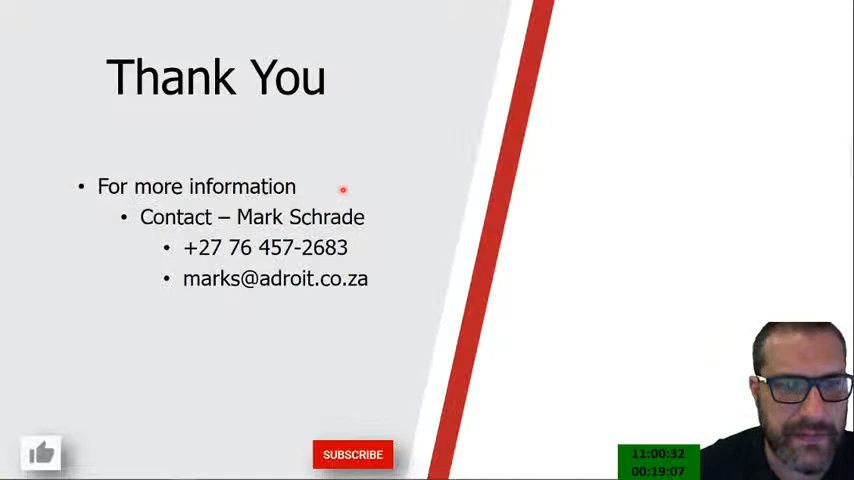 Thank You
• For more information
• Contact – Mark Schrade
• +27 76 457-2683
• marks@adroit.co.za
SUBSCRIBE
11:00:32
00:19:07